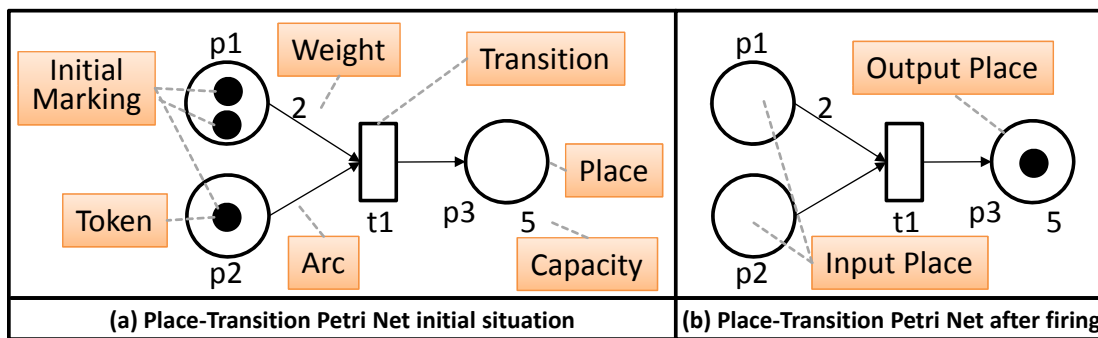 p1
Weight
Transition
Initial
Marking
2
Place
Token
t1
p3
5
p2
Arc
Capacity
(a) Place-Transition Petri Net initial situation
p1
Output Place
2
p3
5
t1
p2
Input Place
(b) Place-Transition Petri Net after firing